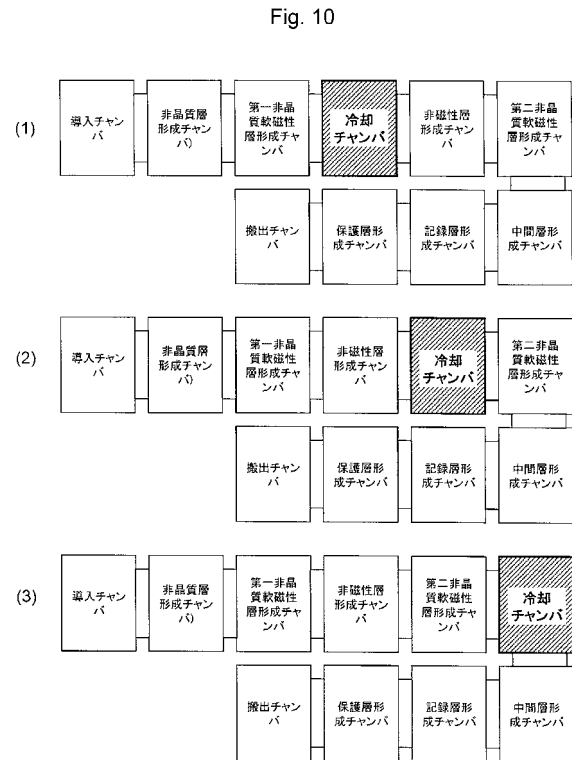 Fig. 10
(1)
導入チャン
バ
非晶質層
形成チャン
バ)
第一非晶
質軟磁性
層形成チャ
ンバ
冷却
チャンバ
非磁性層
形成チャン
バ
第二非晶
質軟磁性
層形成チャ
ンバ
搬出チャン
バ
保護層形
成チャンバ
記録層形
成チャンバ
中間層形
成チャンバ
(2)
導入チャン
バ
非晶質層
形成チャン
バ)
第一非晶
質軟磁性
層形成チャ
ンバ
非磁性層
形成チャン
バ
冷却
チャンバ
第二非晶
質軟磁性
層形成チャ
ンバ
搬出チャン
バ
保護層形
成チャンバ
記録層形
成チャンバ
中間層形
成チャンバ
(3)
導入チャン
バ
非晶質層
形成チャン
バ)
第一非晶
質軟磁性
層形成チャ
ンバ
非磁性層
形成チャン
バ
第二非晶
質軟磁性
層形成チャ
ンバ
冷却
チャンバ
搬出チャン
バ
保護層形
成チャンバ
記録層形
成チャンバ
中間層形
成チャンバ